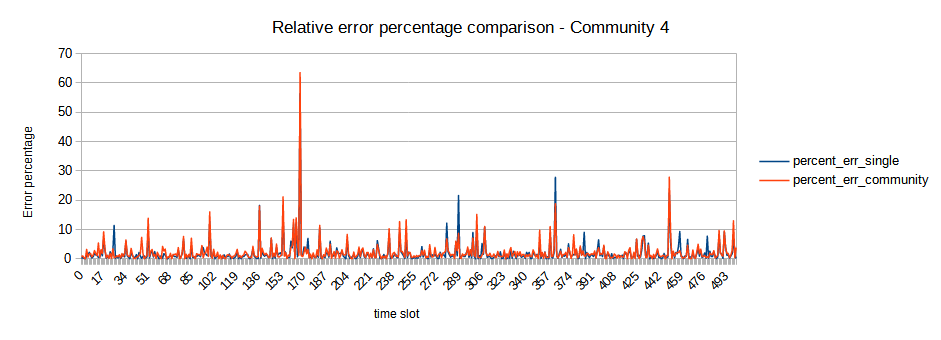 Relative error percentage comparison - Community 4
70
60
50
40
30
20
10
0
Error percentage
0 17 34 51 68 85 102 119 136 153 170 187 204 221 238 255 272 289 306 323 340 357 374 391 408 425 442 459 476 493
time slot
percent_err_single
percent_err_community